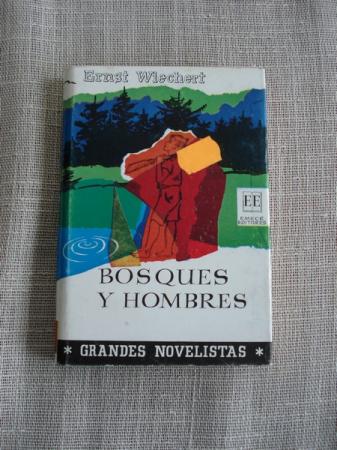 Ernst Wiechert
EE
EMECÉ
EDITORES
BOSQUES
Y HOMBRES
* GRANDES NOVELISTAS *